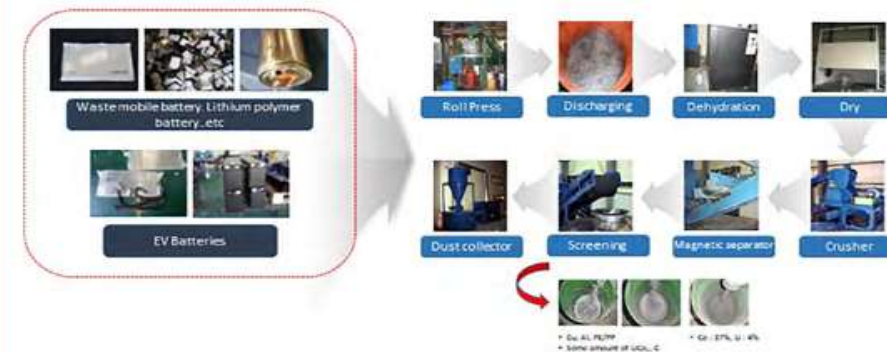 Waste mobile battery. Lithium polymer
battery..etc
EV Batteries
Roll Press
Discharging
Dehydration
Dry
Dust collector
Screening
Magnetic separator
Crusher
• Cu, Al, PE/PP
• Some amount of LiCo, C
• Co : 37%, Li : 4%